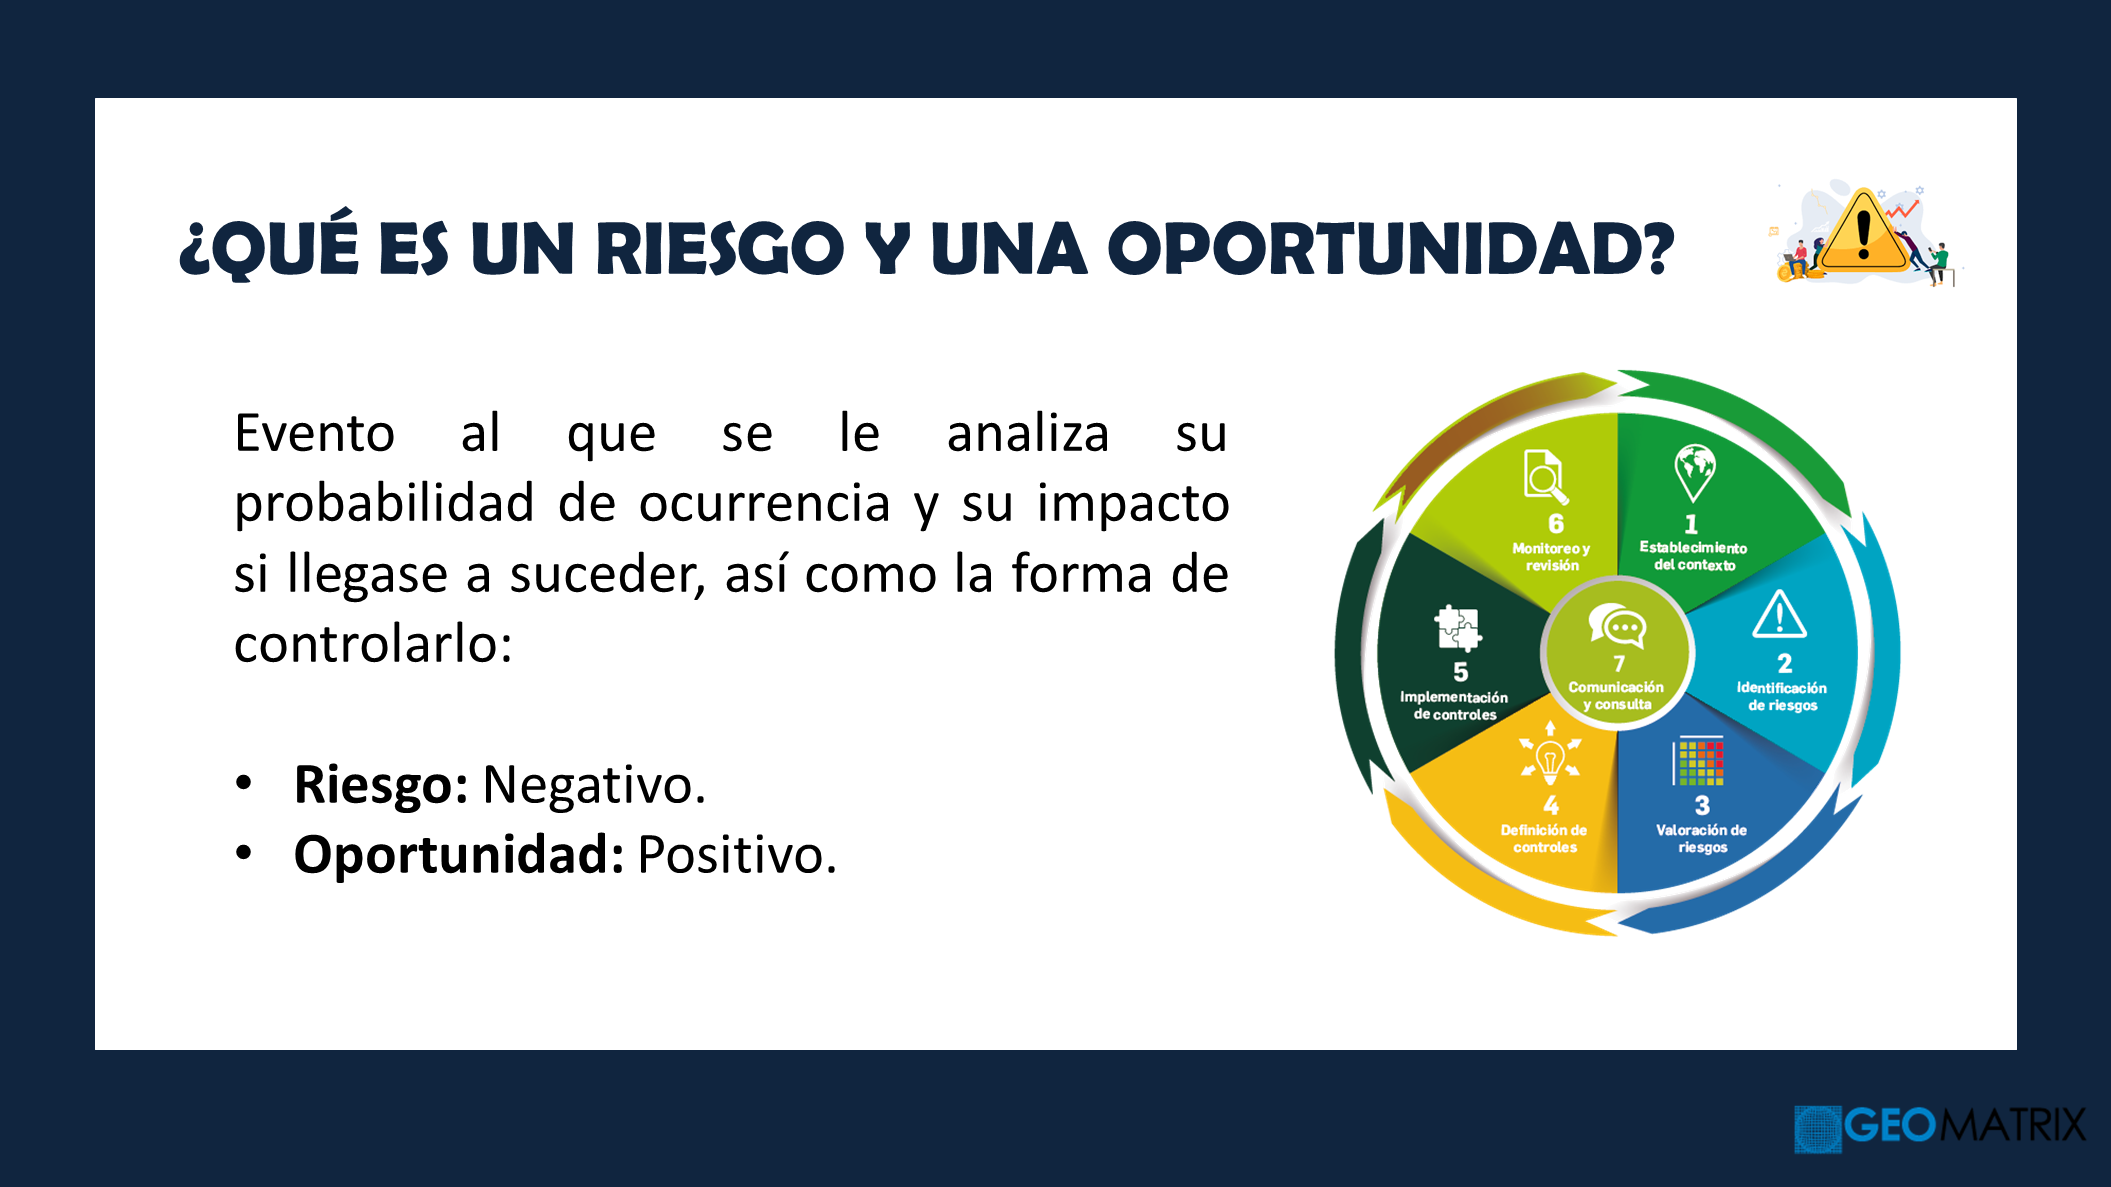 ¿QUÉ ES UN RIESGO Y UNA OPORTUNIDAD?
Evento al que se le analiza su
probabilidad de ocurrencia y su impacto
si llegase a suceder, así como la forma de
controlarlo:
• Riesgo: Negativo.
• Oportunidad: Positivo.
1
Establecimiento
del contexto
2
Identificación
de riesgos
3
Valoración de
riesgos
4
Definición de
controles
5
Implementación
de controles
6
Monitoreo y
revisión
7
Comunicación
y consulta
GEOMATRIX